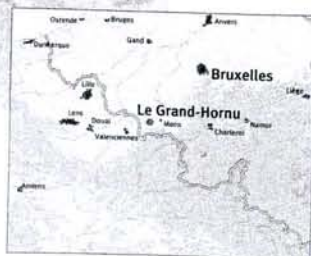 Ostende Bruges Anvers
Dunkerque Gand
Bruxelles
Lille Liège
Le Grand-Hornu
Lens Douai Mons Namur
Valenciennes Charleroi
Amiens